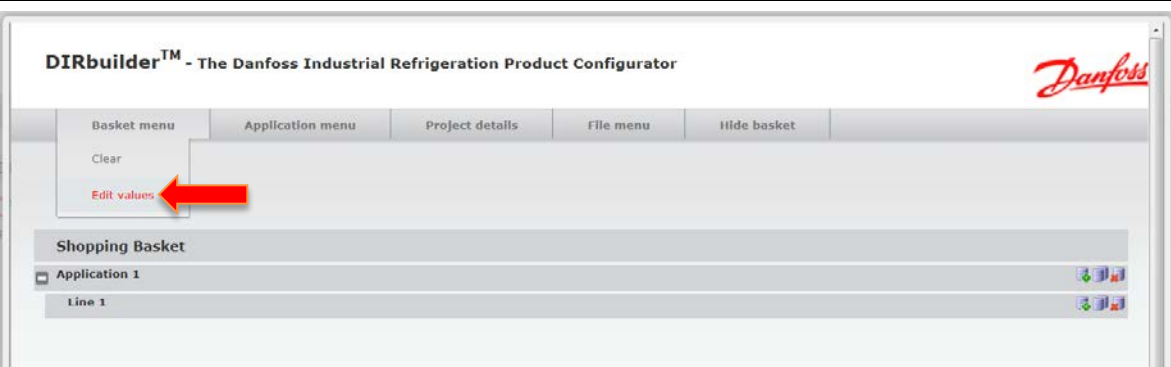 DIRbuilder™ - The Danfoss Industrial Refrigeration Product Configurator
Danfoss
Basket menu Application menu Project details File menu Hide basket
Clear
Edit values
Shopping Basket
Application 1
Line 1